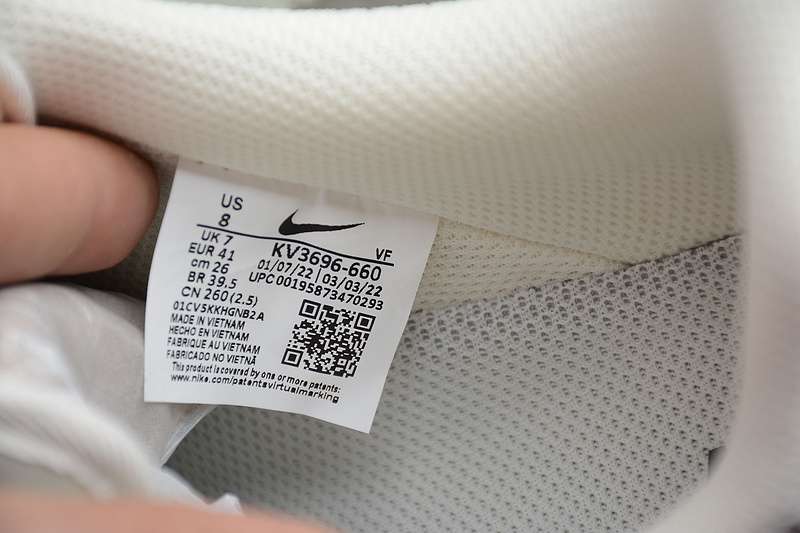 US
8
UK 7
EUR 41
cm 26
BR 39,5
CN 260(2.5)
VF
KV3696-660
01/07/22 | 03/03/22
UPC 00195873470293
01CV5KKHGNB2A
MADE IN VIETNAM
HECHO EN VIETNAM
FABRIQUE AU VIETNAM
FABRICADO NO VIETNÃ
This product is covered by one or more patents:
www.nike.com/patentsvirtualmarking